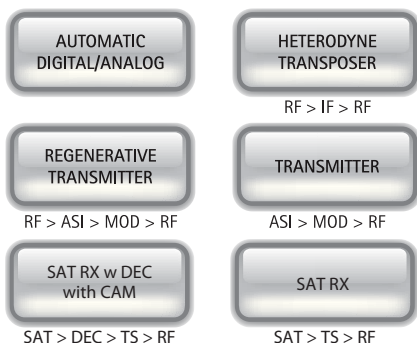 AUTOMATIC
DIGITAL/ANALOG
HETERODYNE
TRANSPOSER
RF > IF > RF
REGENERATIVE
TRANSMITTER
RF > ASI > MOD > RF
TRANSMITTER
ASI > MOD > RF
SAT RX w DEC
with CAM
SAT > DEC > TS > RF
SAT RX
SAT > TS > RF